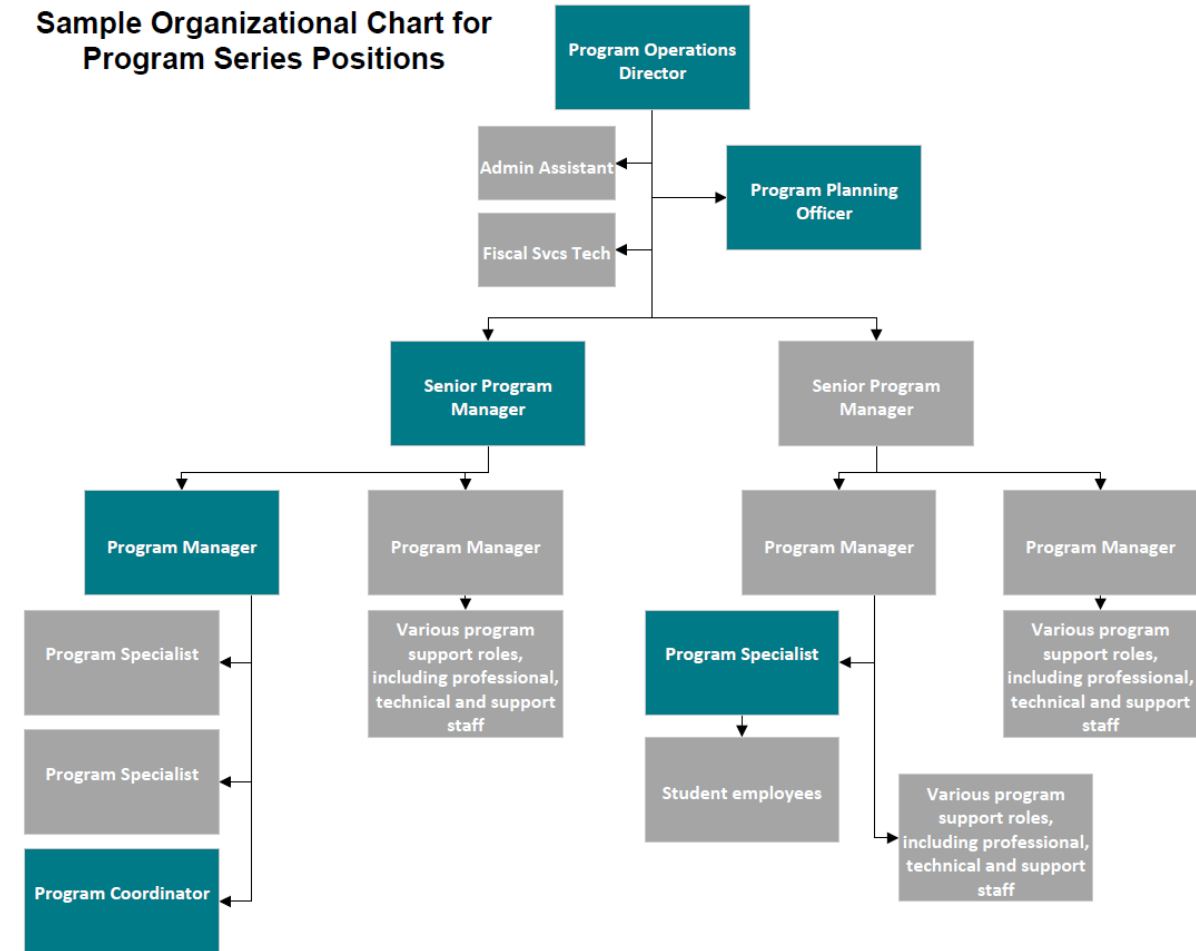 Sample Organizational Chart for
Program Series Positions
Program Operations
Director
Admin Assistant
Program Planning
Officer
Fiscal Svcs Tech
Senior Program
Manager
Senior Program
Manager
Program Manager
Program Manager
Program Manager
Program Manager
Program Specialist
Various program
support roles,
including professional,
technical and support
staff
Program Specialist
Various program
support roles,
including professional,
technical and support
staff
Program Specialist
Student employees
Various program
support roles,
including professional,
technical and support
staff
Program Coordinator